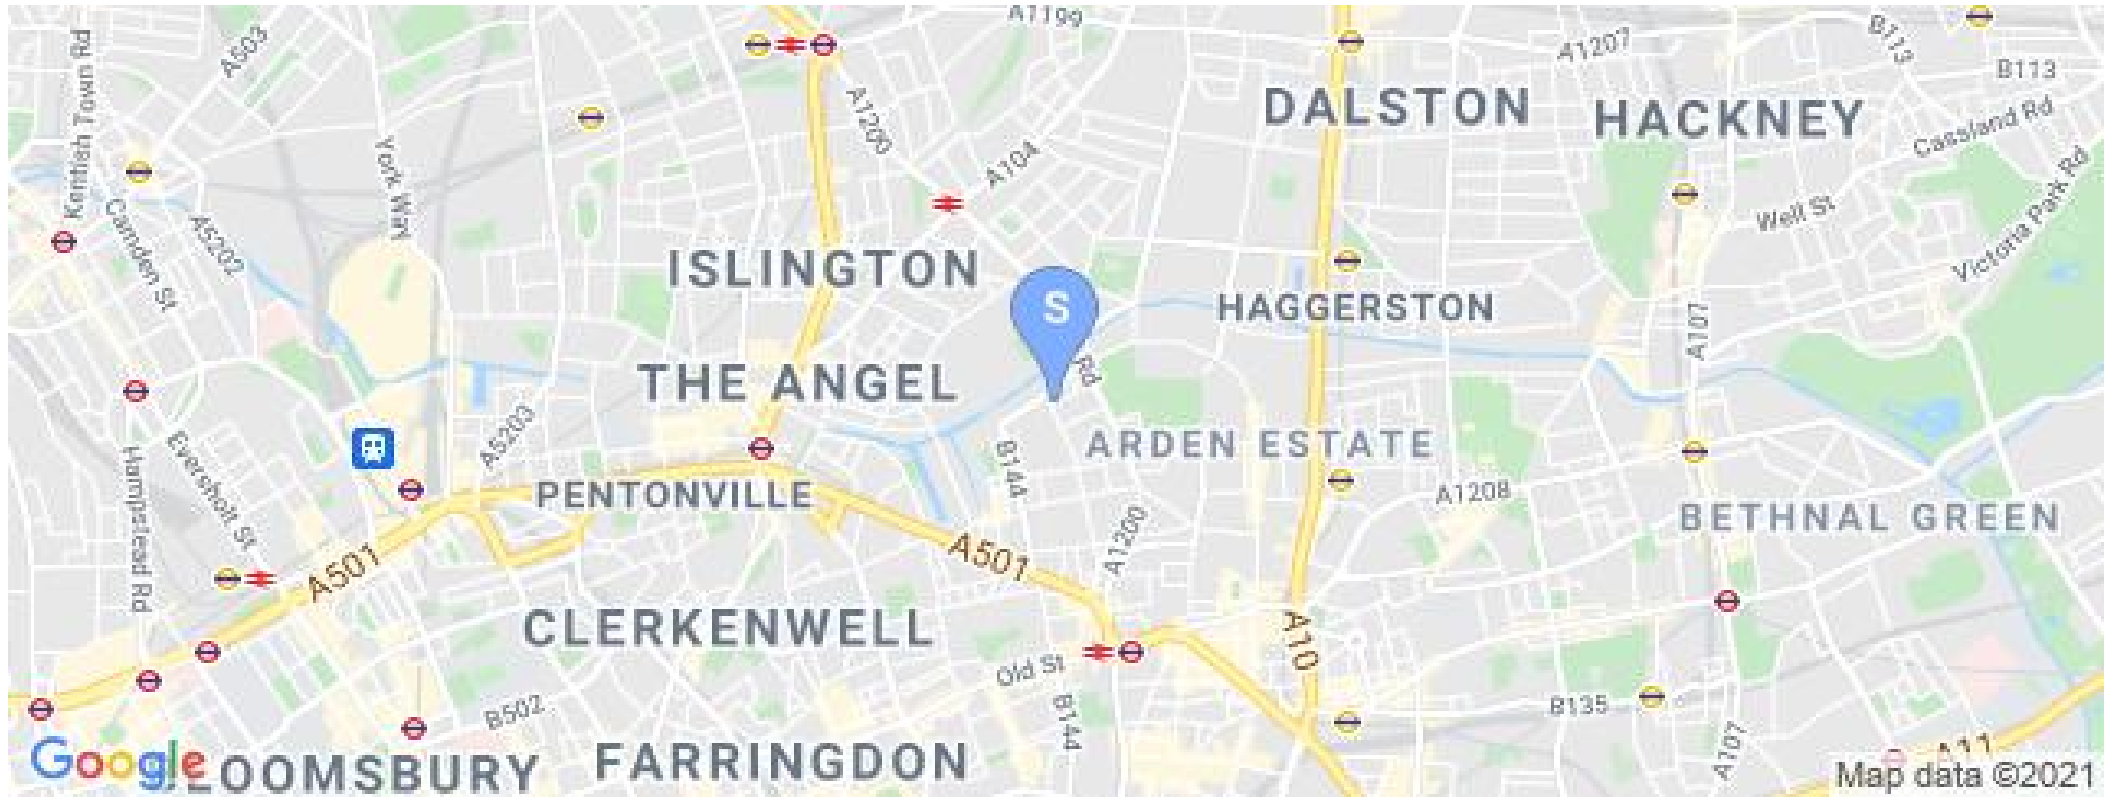 A1199
A503
A1207
B113
B113
Kentish Town Rd
DALSTON
HACKNEY
A1200
Cassland Rd
York Way
A104
Victoria Park Rd
Camden St
A5202
Well St
ISLINGTON
S
HAGGERSTON
A107
THE ANGEL
Rd
A5203
ARDEN ESTATE
Eversholt St
B144
Hampstead Rd
PENTONVILLE
A1208
BETHNAL GREEN
A1200
A501
A501
CLERKENWELL
A10
Old St
B502
B144
B135
A107
Google
LOOMSBURY
FARRINGDON
A11
Map data ©2021